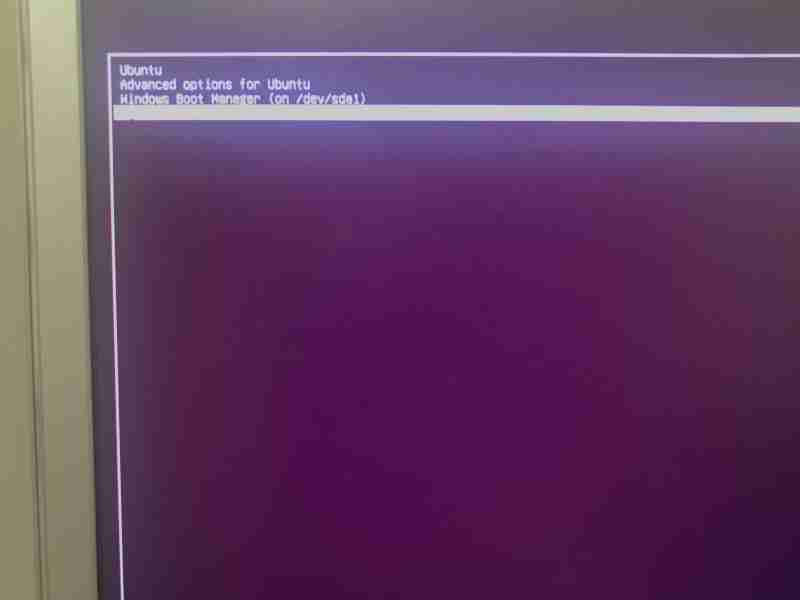 Ubuntu
Advanced options for Ubuntu
Windows Boot Manager (on /dev/sda1)